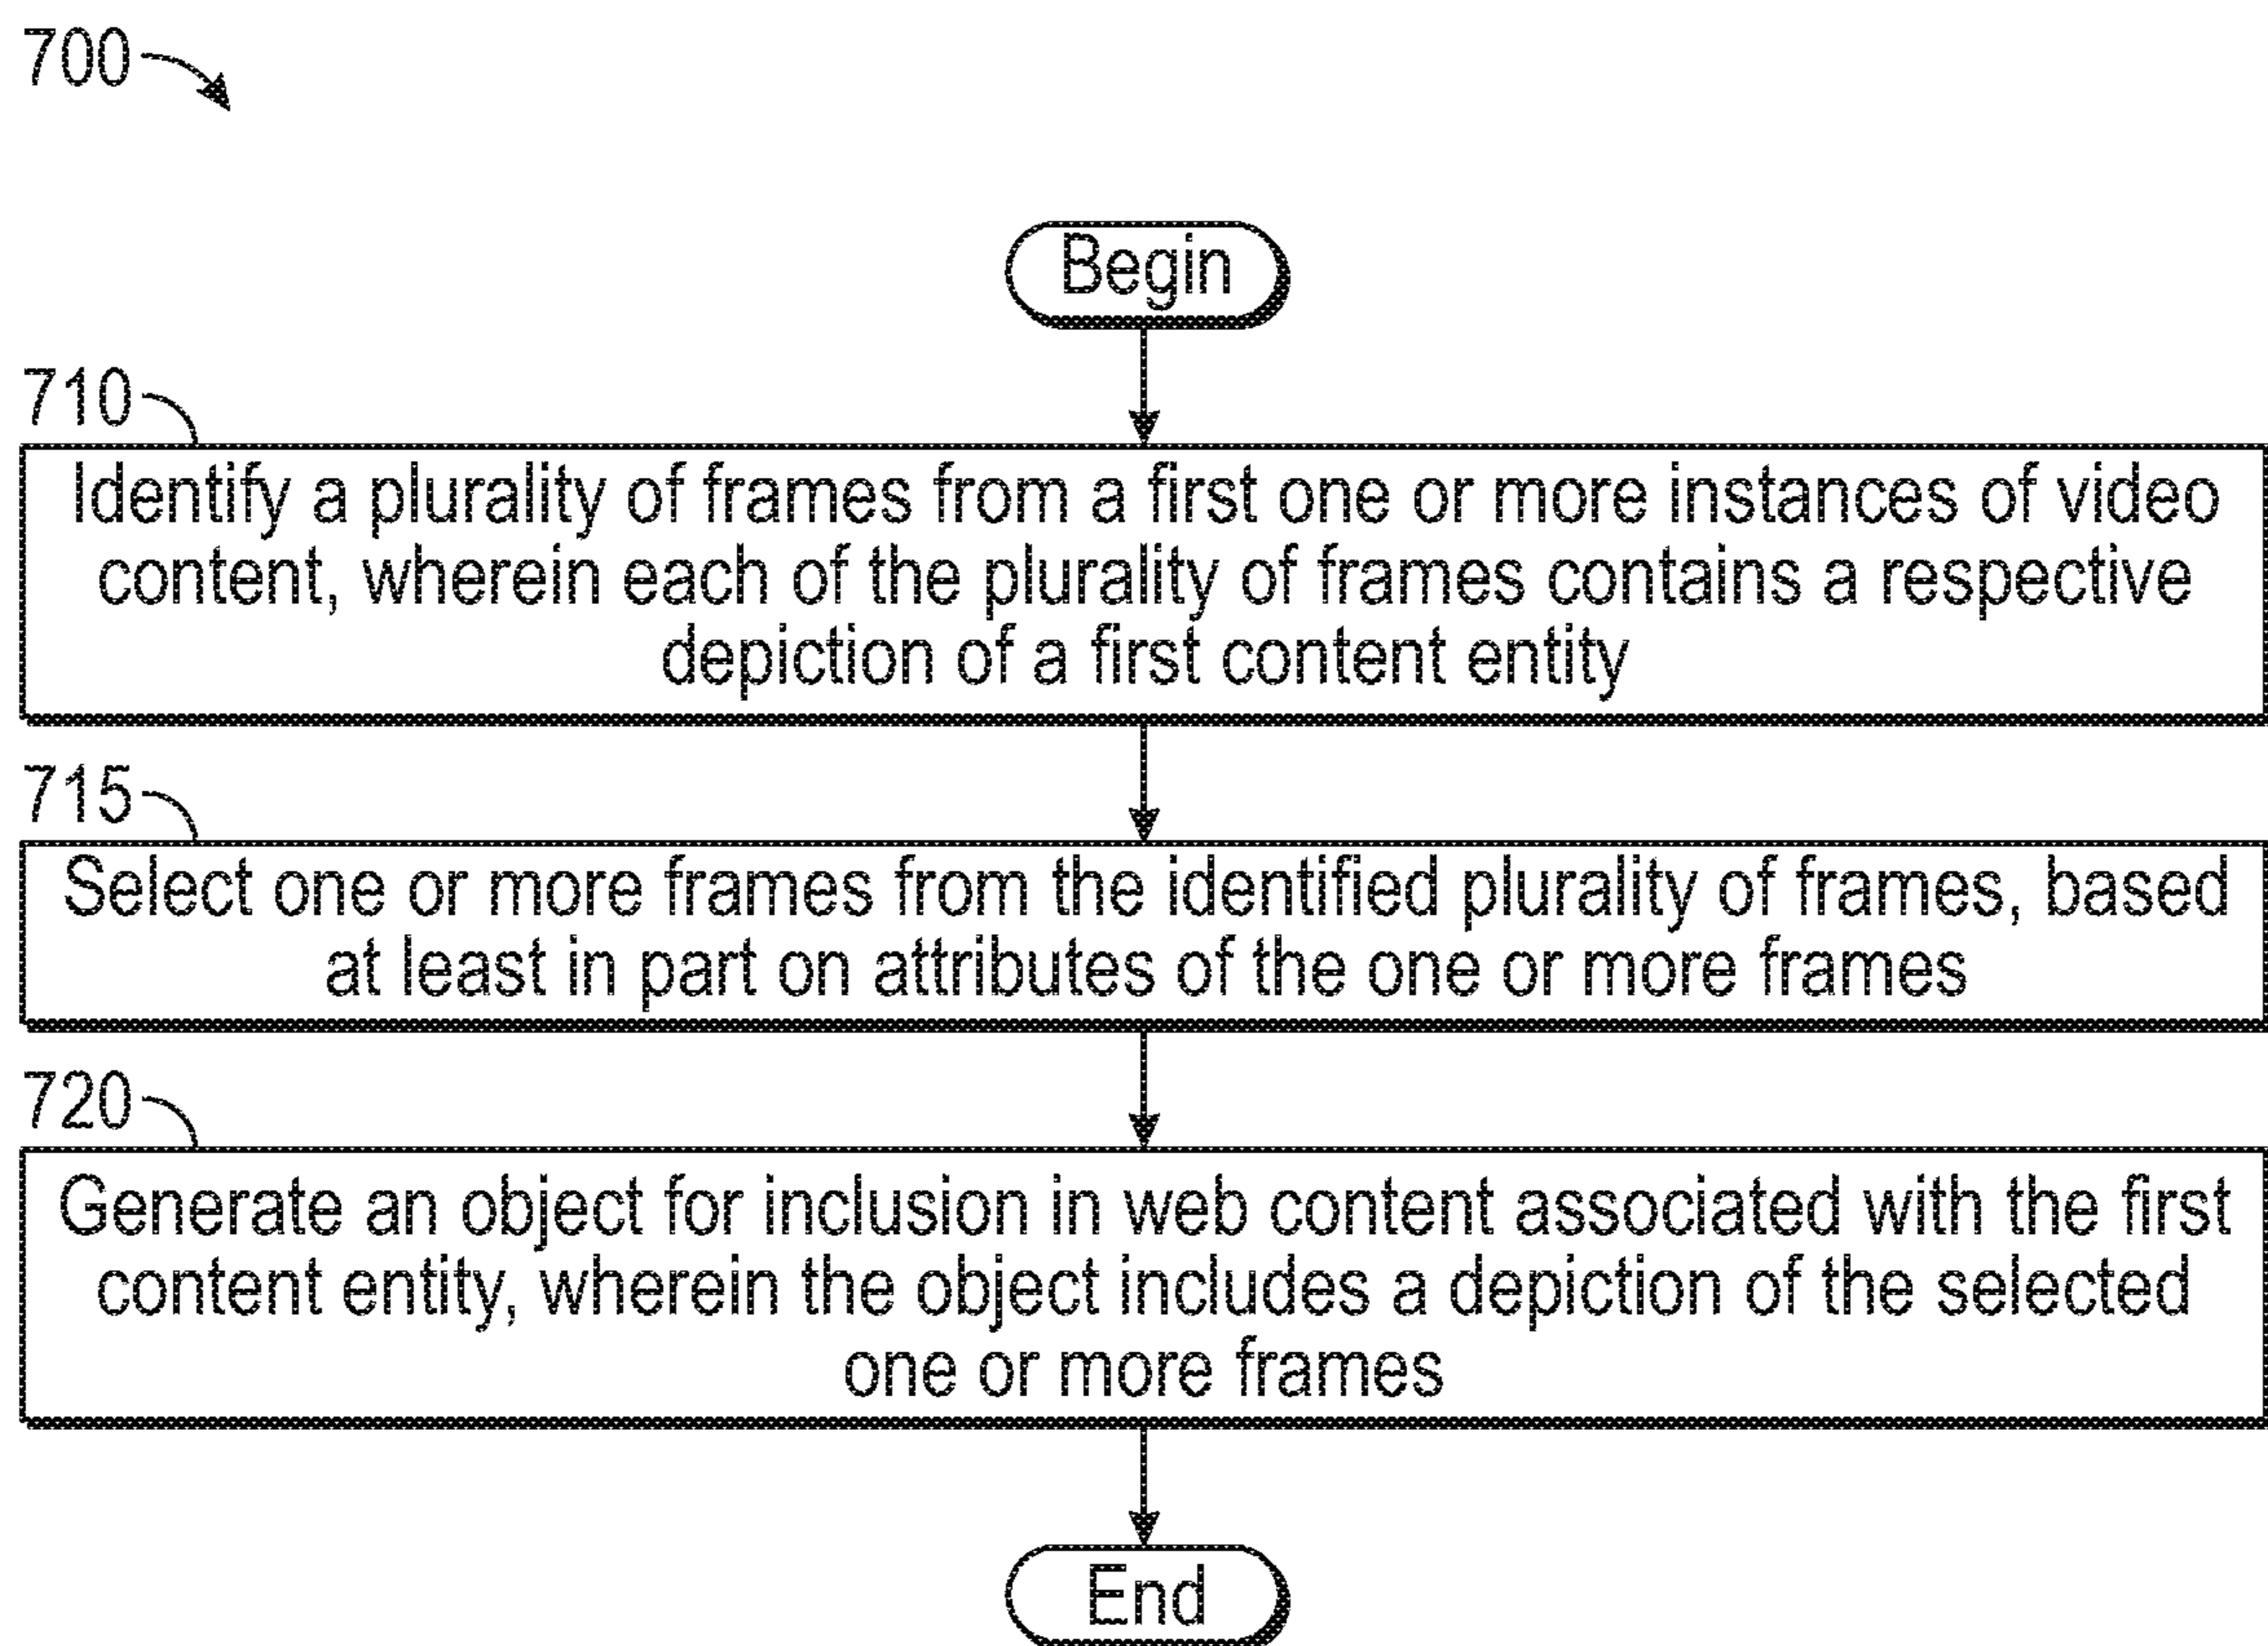 700
Begin
710
Identify a plurality of frames from a first one or more instances of video
content, wherein each of the plurality of frames contains a respective
depiction of a first content entity
715
Select one or more frames from the identified plurality of frames, based
at least in part on attributes of the one or more frames
720
Generate an object for inclusion in web content associated with the first
content entity, wherein the object includes a depiction of the selected
one or more frames
End